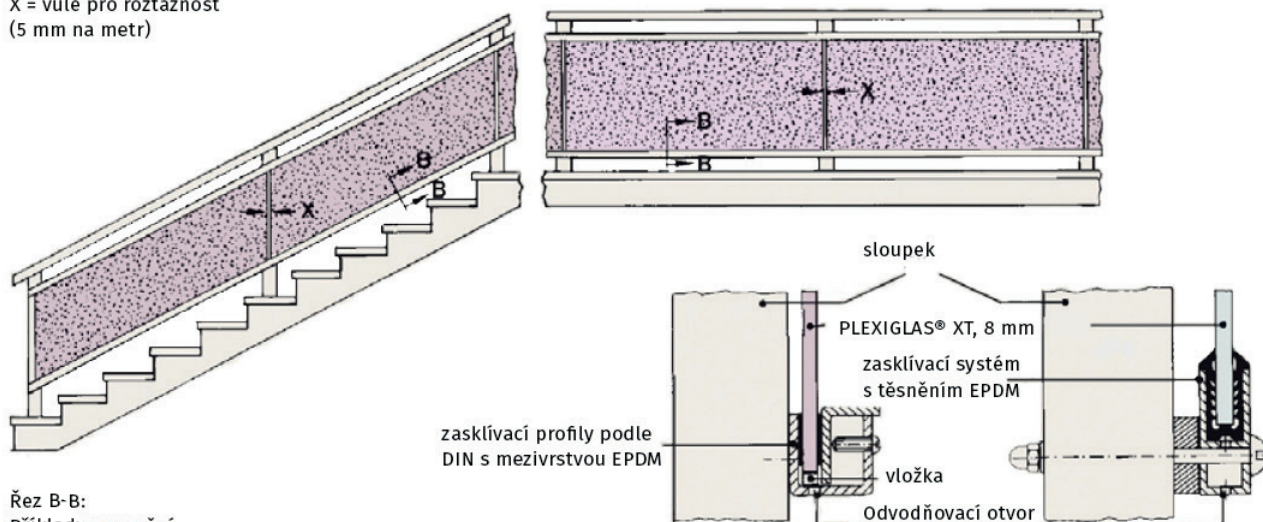 X = vůle pro roztažnost
(5 mm na metr)
X
B
B
B
B
X
sloupek
PLEXIGLAS® XT, 8 mm
zasklívací systém
s těsněním EPDM
zasklívací profily podle
DIN s mezivrstvou EPDM
vložka
Odvodňovací otvor
Řez B-B: